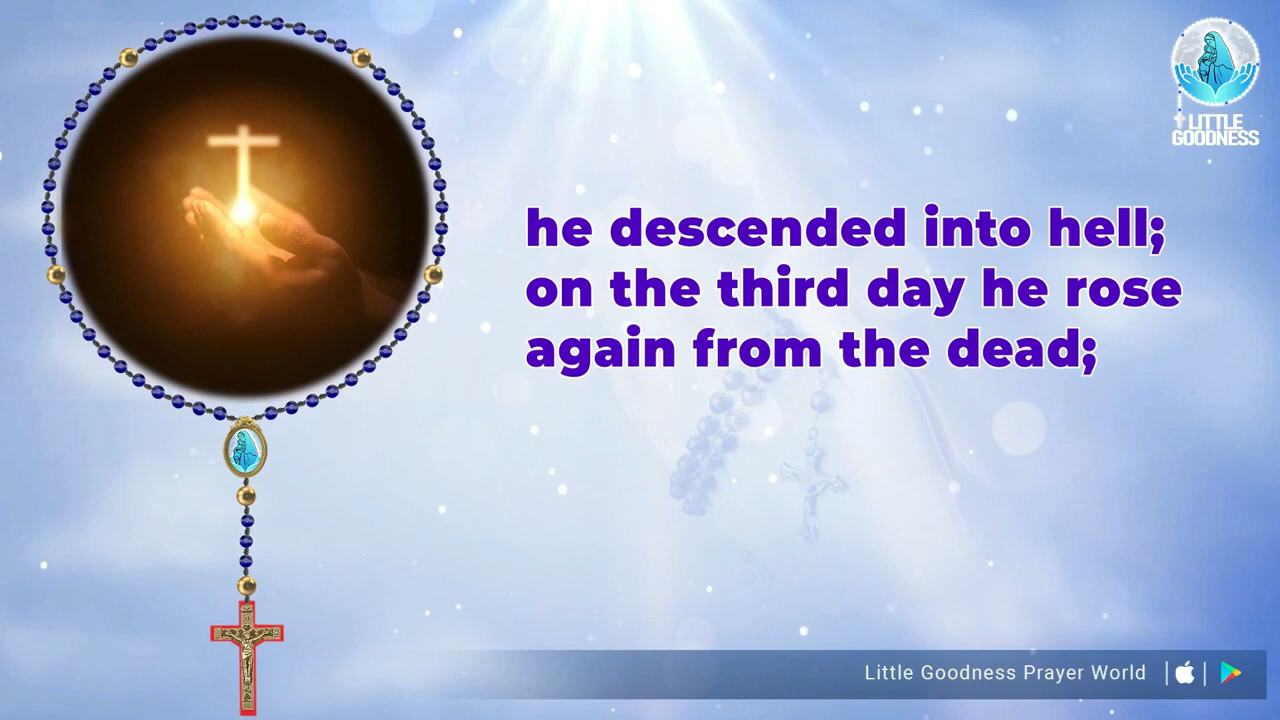 LITTLE
GOODNESS
he descended into hell;
on the third day he rose
again from the dead;
Little Goodness Prayer World